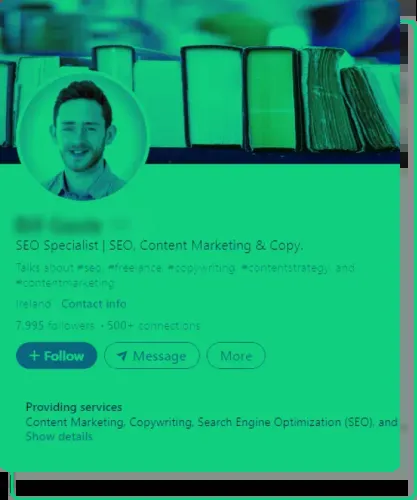 SEO Specialist | SEO, Content Marketing & Copy.
Talks about #seo, #freelance, #copywriting, #contentstrategy, and
#contentmarketing
Ireland · Contact info
7,995 followers · 500+ connections
+ Follow Message More
Providing services
Content Marketing, Copywriting, Search Engine Optimization (SEO), and
Show details